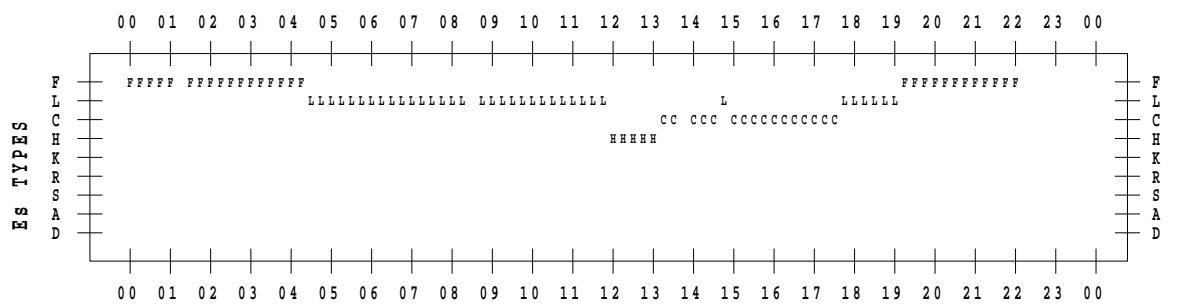 00 01 02 03 04 05 06 07 08 09 10 11 12 13 14 15 16 17 18 19 20 21 22 23 00
F FFFFF FFFFFFFFFFFF FFFFFFFFFFFF F
L LLLLLLLLLLLLLLLL LLLLLLLLLLLLL L LLLLLL L
C CC CCC CCCCCCCCCCC C
H HHHHH H
K K
R R
S S
A A
D D
Es TYPES
00 01 02 03 04 05 06 07 08 09 10 11 12 13 14 15 16 17 18 19 20 21 22 23 00